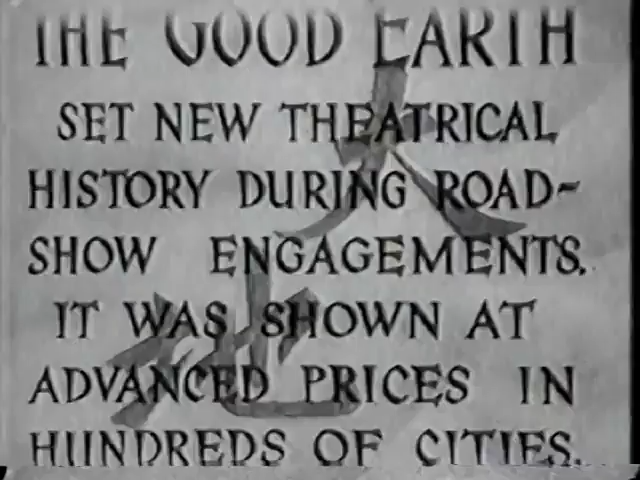 THE GOOD EARTH
SET NEW THEATRICAL
HISTORY DURING ROAD-
SHOW ENGAGEMENTS.
IT WAS SHOWN AT
ADVANCED PRICES IN
HUNDREDS OF CITIES.
大地